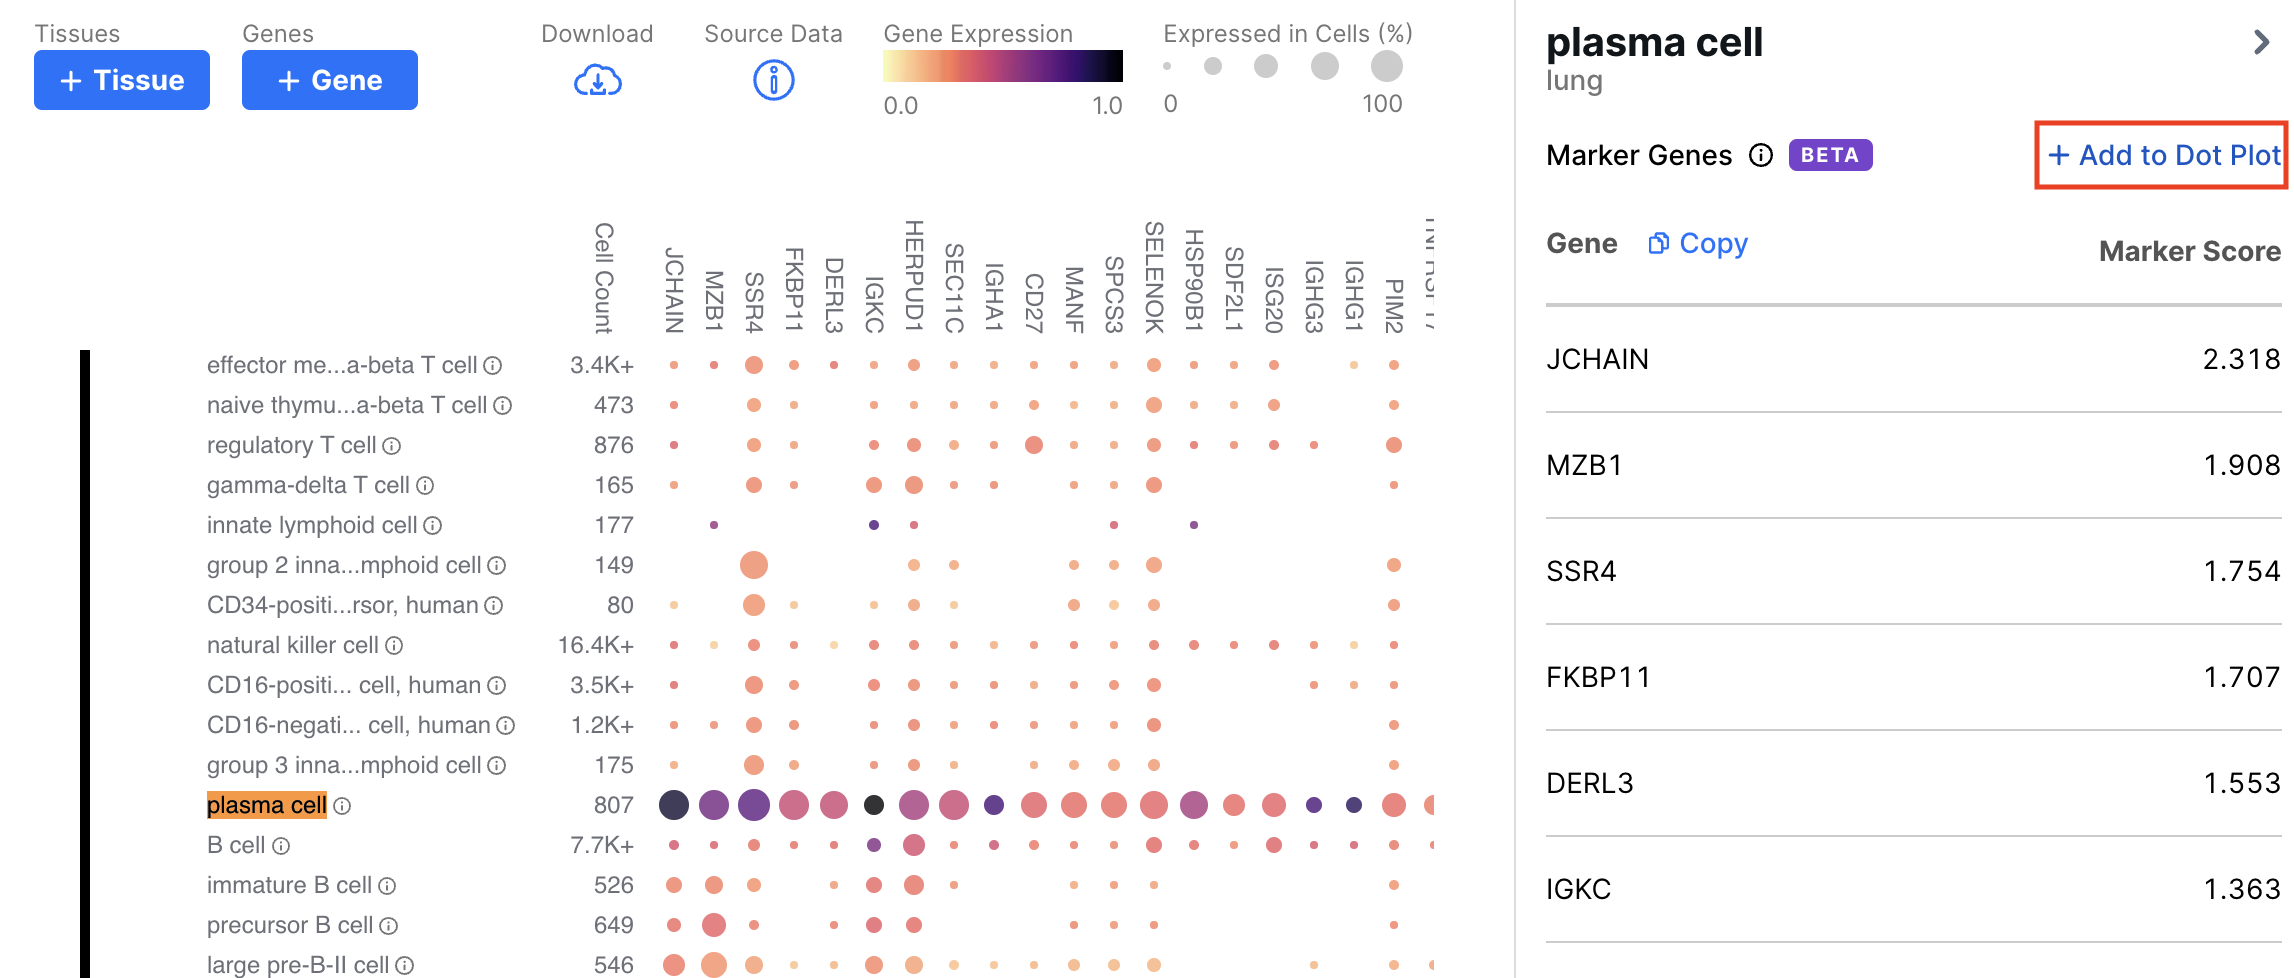 Tissues
Genes
Download
Source Data
Gene Expression
Expressed in Cells (%)
+ Tissue
+ Gene
0.0
1.0
0
100
Cell Count
JCHAIN
MZB1
SSR4
FKBP11
DERL3
IGKC
HERPUD1
SEC11C
IGHA1
CD27
MANF
SPCS3
SELENOK
HSP90B1
SDF2L1
ISG20
IGHG3
IGHG1
PIM2
effector me...a-beta T cell 3.4K+
naive thymu...a-beta T cell 473
regulatory T cell 876
gamma-delta T cell 165
innate lymphoid cell 177
group 2 inna...mphoid cell 149
CD34-positi...rsor, human 80
natural killer cell 16.4K+
CD16-positi... cell, human 3.5K+
CD16-negati... cell, human 1.2K+
group 3 inna...mphoid cell 175
plasma cell 807
B cell 7.7K+
immature B cell 526
precursor B cell 649
large pre-B-II cell 546
plasma cell
lung
Marker Genes BETA + Add to Dot Plot
Gene Copy Marker Score
JCHAIN 2.318
MZB1 1.908
SSR4 1.754
FKBP11 1.707
DERL3 1.553
IGKC 1.363